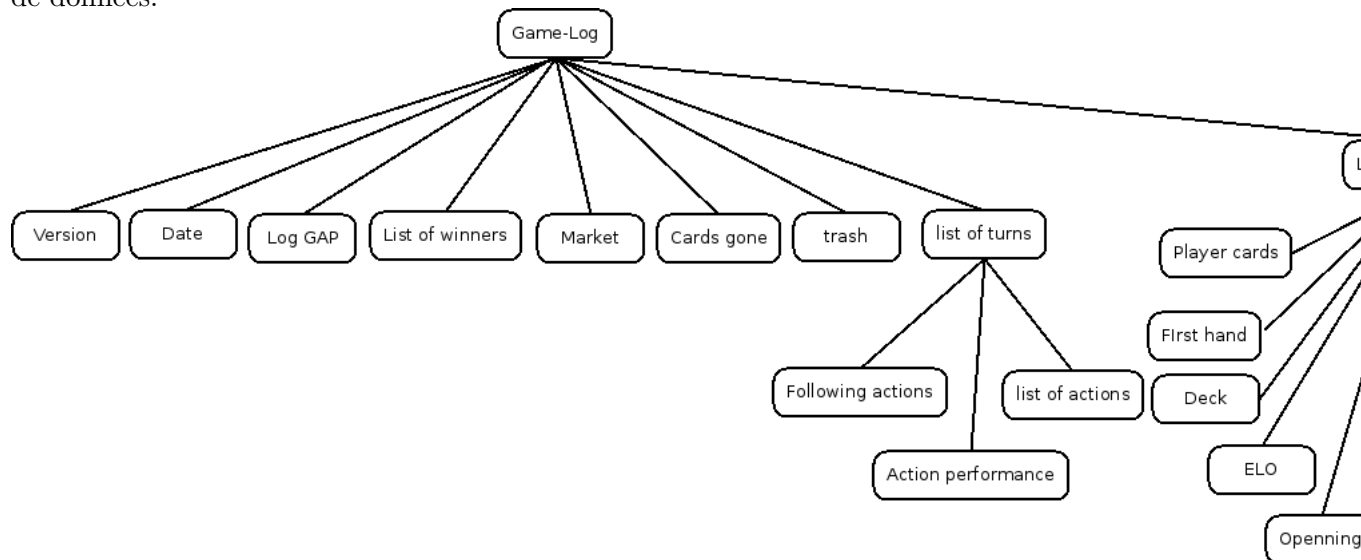 de données.
Game-Log
L
Version
Date
Log GAP
List of winners
Market
Cards gone
trash
list of turns
Player cards
FIrst hand
Following actions
list of actions
Deck
Action performance
ELO
Openning